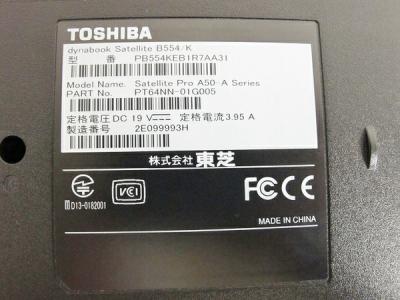 TOSHIBA
dynabook Satellite B554/K
型 番 PB554KEB1R7AA31
Model Name: Satellite Pro A50-A Series
PART No. PT64NN-01G005
定格電圧DC 19 V 定格電流 3.95 A
製造番号 2E099993H
株式会社 東芝
VCCI FC CE
D13-0182001
MADE IN CHINA